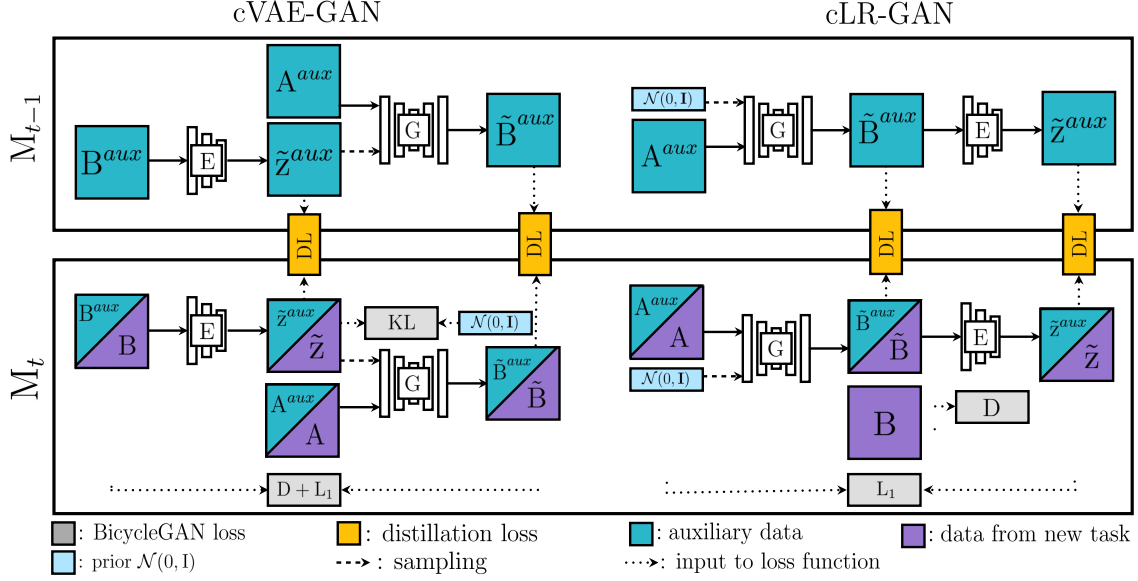 cVAE-GAN cLR-GAN
M_{t−1}
A^{aux}
B^{aux} E z̃^{aux} G B̃^{aux}
N(0, I)
A^{aux} G B̃^{aux} E z̃^{aux}
DL DL DL DL
M_t
B^{aux} B E z̃^{aux} z̃ KL N(0, I)
A^{aux} A G B̃^{aux} B̃
D + L₁
A^{aux} A G B̃^{aux} B̃ E z̃^{aux} z̃
N(0, I)
B D
L₁
: BicycleGAN loss : distillation loss : auxiliary data : data from new task
: prior N(0, I) : sampling : input to loss function